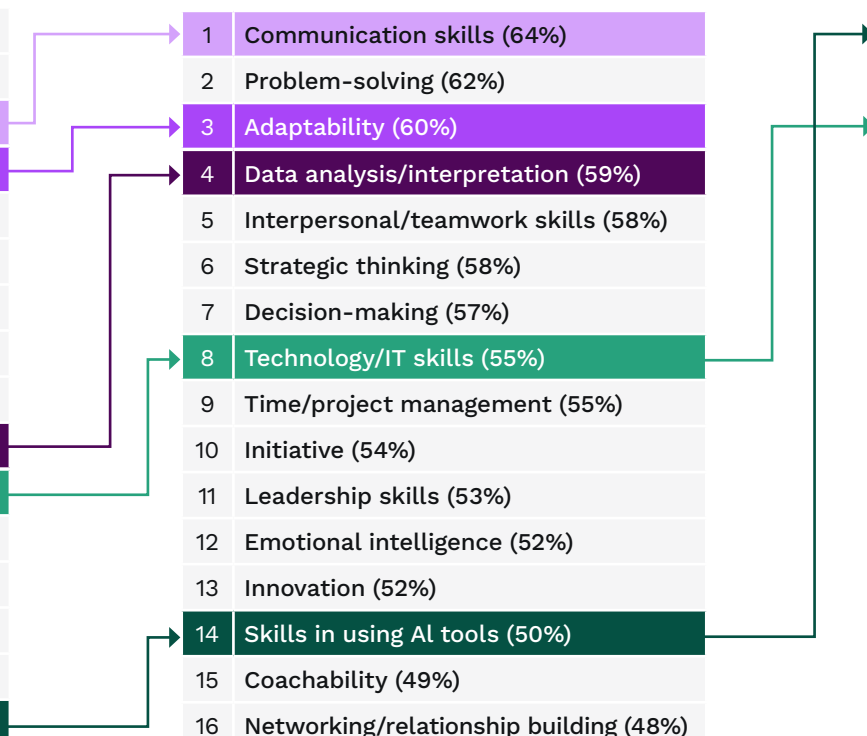 1 Communication skills (64%)
2 Problem-solving (62%)
3 Adaptability (60%)
4 Data analysis/interpretation (59%)
5 Interpersonal/teamwork skills (58%)
6 Strategic thinking (58%)
7 Decision-making (57%)
8 Technology/IT skills (55%)
9 Time/project management (55%)
10 Initiative (54%)
11 Leadership skills (53%)
12 Emotional intelligence (52%)
13 Innovation (52%)
14 Skills in using AI tools (50%)
15 Coachability (49%)
16 Networking/relationship building (48%)